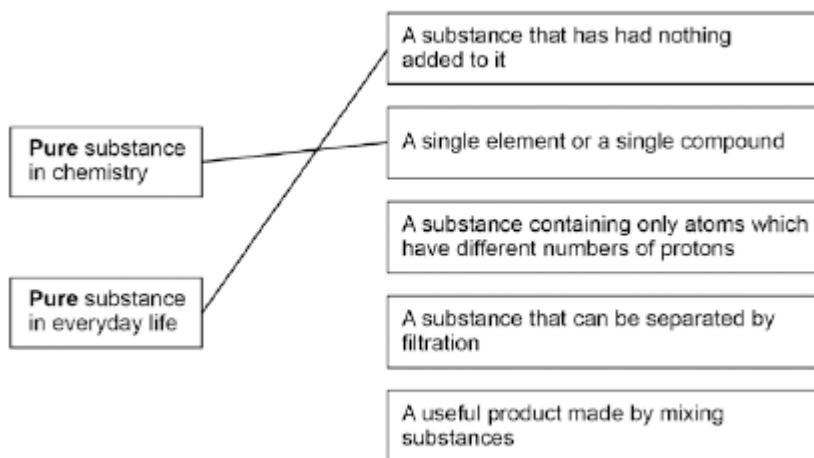 Pure substance
in chemistry
Pure substance
in everyday life
A substance that has had nothing
added to it
A single element or a single compound
A substance containing only atoms which
have different numbers of protons
A substance that can be separated by
filtration
A useful product made by mixing
substances